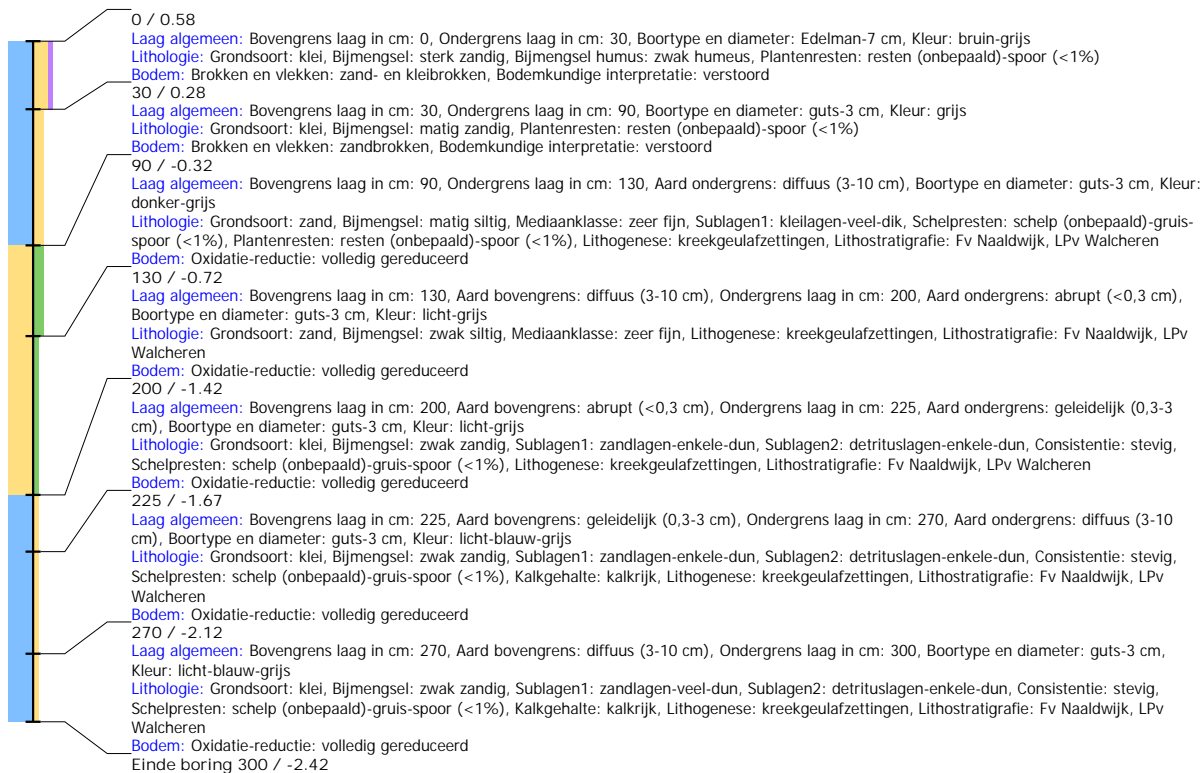 0 / 0.58
Laag algemeen: Bovengrens laag in cm: 0, Ondergrens laag in cm: 30, Boortype en diameter: Edelman-7 cm, Kleur: bruin-grijs
Lithologie: Grondsoort: klei, Bijmengsel: sterk zandig, Bijmengsel humus: zwak humeus, Plantenresten: resten (onbepaald)-spoor (<1%)
Bodem: Brokken en vlekken: zand- en kleibrokken, Bodemkundige interpretatie: verstoord
30 / 0.28
Laag algemeen: Bovengrens laag in cm: 30, Ondergrens laag in cm: 90, Boortype en diameter: guts-3 cm, Kleur: grijs
Lithologie: Grondsoort: klei, Bijmengsel: matig zandig, Plantenresten: resten (onbepaald)-spoor (<1%)
Bodem: Brokken en vlekken: zandbrokken, Bodemkundige interpretatie: verstoord
90 / -0.32
Laag algemeen: Bovengrens laag in cm: 90, Ondergrens laag in cm: 130, Aard ondergrens: diffuus (3-10 cm), Boortype en diameter: guts-3 cm, Kleur:
donker-grijs
Lithologie: Grondsoort: zand, Bijmengsel: matig siltig, Mediaanklasse: zeer fijn, Sublagen1: kleilagen-veel-dik, Schelpresten: schelp (onbepaald)-gruis-
spoor (<1%), Plantenresten: resten (onbepaald)-spoor (<1%), Lithogenese: kreekgeulafzettingen, Lithostratigrafie: Fv Naaldwijk, LPv Walcheren
Bodem: Oxidatie-reductie: volledig gereduceerd
130 / -0.72
Laag algemeen: Bovengrens laag in cm: 130, Aard bovengrens: diffuus (3-10 cm), Ondergrens laag in cm: 200, Aard ondergrens: abrupt (<0,3 cm),
Boortype en diameter: guts-3 cm, Kleur: licht-grijs
Lithologie: Grondsoort: zand, Bijmengsel: zwak siltig, Mediaanklasse: zeer fijn, Lithogenese: kreekgeulafzettingen, Lithostratigrafie: Fv Naaldwijk, LPv
Walcheren
Bodem: Oxidatie-reductie: volledig gereduceerd
200 / -1.42
Laag algemeen: Bovengrens laag in cm: 200, Aard bovengrens: abrupt (<0,3 cm), Ondergrens laag in cm: 225, Aard ondergrens: geleidelijk (0,3-3
cm), Boortype en diameter: guts-3 cm, Kleur: licht-grijs
Lithologie: Grondsoort: klei, Bijmengsel: zwak zandig, Sublagen1: zandlagen-enkele-dun, Sublagen2: detrituslagen-enkele-dun, Consistentie: stevig,
Schelpresten: schelp (onbepaald)-gruis-spoor (<1%), Lithogenese: kreekgeulafzettingen, Lithostratigrafie: Fv Naaldwijk, LPv Walcheren
Bodem: Oxidatie-reductie: volledig gereduceerd
225 / -1.67
Laag algemeen: Bovengrens laag in cm: 225, Aard bovengrens: geleidelijk (0,3-3 cm), Ondergrens laag in cm: 270, Aard ondergrens: diffuus (3-10
cm), Boortype en diameter: guts-3 cm, Kleur: licht-blauw-grijs
Lithologie: Grondsoort: klei, Bijmengsel: zwak zandig, Sublagen1: zandlagen-enkele-dun, Sublagen2: detrituslagen-enkele-dun, Consistentie: stevig,
Schelpresten: schelp (onbepaald)-gruis-spoor (<1%), Kalkgehalte: kalkrijk, Lithogenese: kreekgeulafzettingen, Lithostratigrafie: Fv Naaldwijk, LPv
Walcheren
Bodem: Oxidatie-reductie: volledig gereduceerd
270 / -2.12
Laag algemeen: Bovengrens laag in cm: 270, Aard bovengrens: diffuus (3-10 cm), Ondergrens laag in cm: 300, Boortype en diameter: guts-3 cm,
Kleur: licht-blauw-grijs
Lithologie: Grondsoort: klei, Bijmengsel: zwak zandig, Sublagen1: zandlagen-veel-dun, Sublagen2: detrituslagen-enkele-dun, Consistentie: stevig,
Schelpresten: schelp (onbepaald)-gruis-spoor (<1%), Kalkgehalte: kalkrijk, Lithogenese: kreekgeulafzettingen, Lithostratigrafie: Fv Naaldwijk, LPv
Walcheren
Bodem: Oxidatie-reductie: volledig gereduceerd
Einde boring 300 / -2.42